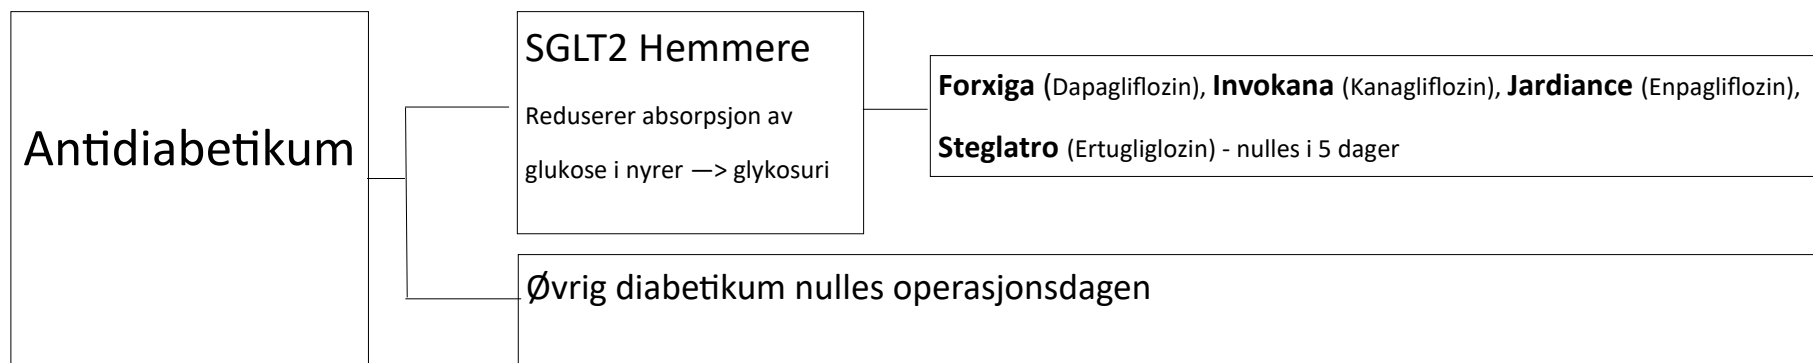 Antidiabetikum
SGLT2 Hemmere
Reduserer absorpsjon av
glukose i nyrer —> glykosuri
Forxiga (Dapagliflozin), Invokana (Kanagliflozin), Jardiance (Enpagliflozin),
Steglatro (Ertugliglozin) - nulles i 5 dager
Øvrig diabetikum nulles operasjonsdagen